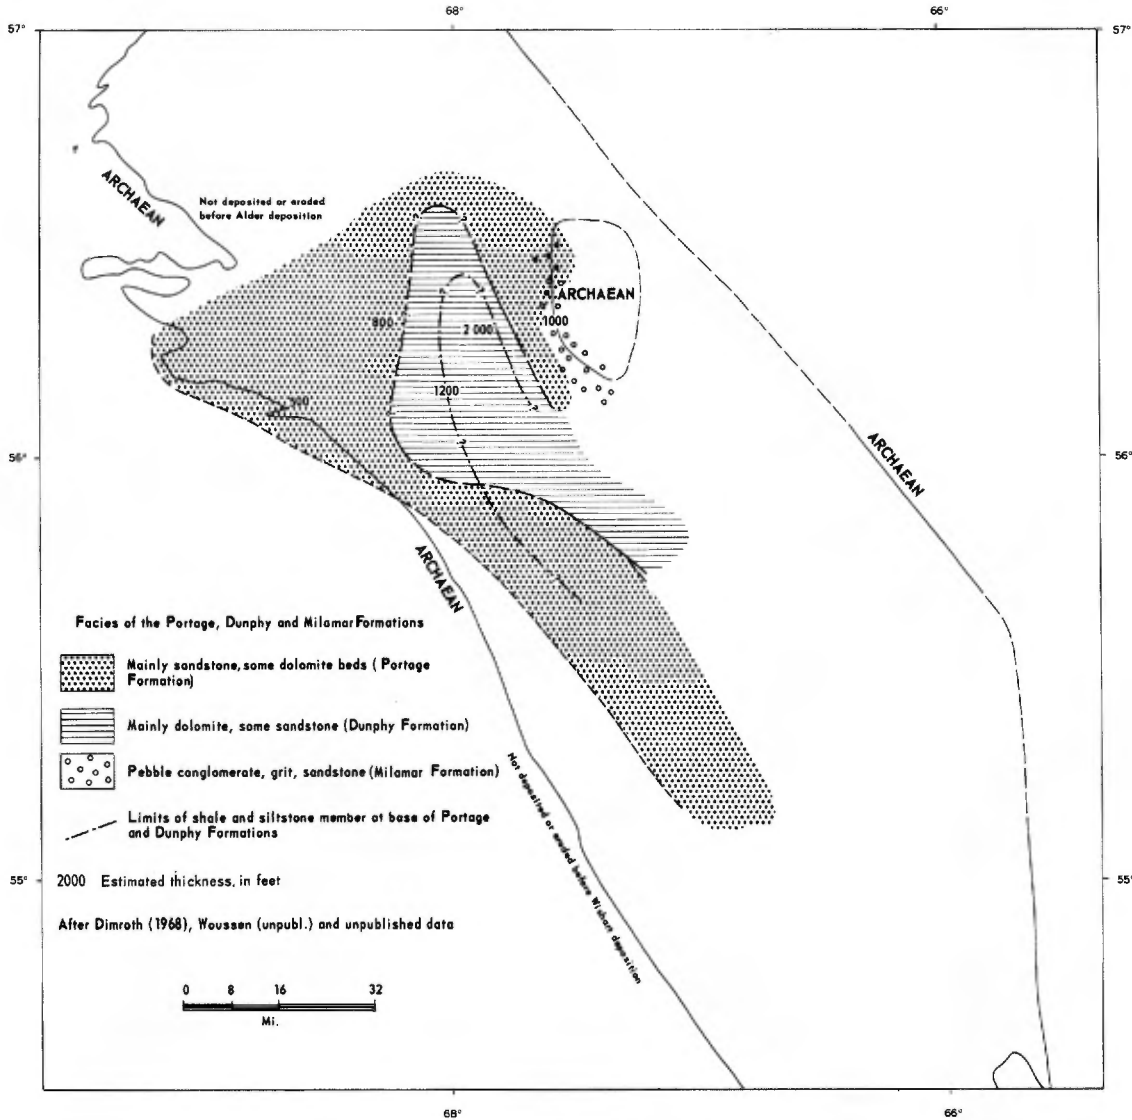 68°
66°
57°
57°
ARCHAEAN
Not deposited or eroded
before Alder deposition
ARCHAEAN
800
2 000
1000
1200
ARCHAEAN
56°
56°
ARCHAEAN
Facies of the Portage, Dunphy and Milamar Formations
Mainly sandstone, some dolomite beds ( Portage
Formation)
Mainly dolomite, some sandstone (Dunphy Formation)
Pebble conglomerate, grit, sandstone (Milamar Formation)
Not deposited or eroded before Wishart deposition
Limits of shale and siltstone member at base of Portage
and Dunphy Formations
2000 Estimated thickness, in feet
55°
55°
After Dimroth (1968), Woussen (unpubl.) and unpublished data
0 8 16 32
Mi.
68°
66°